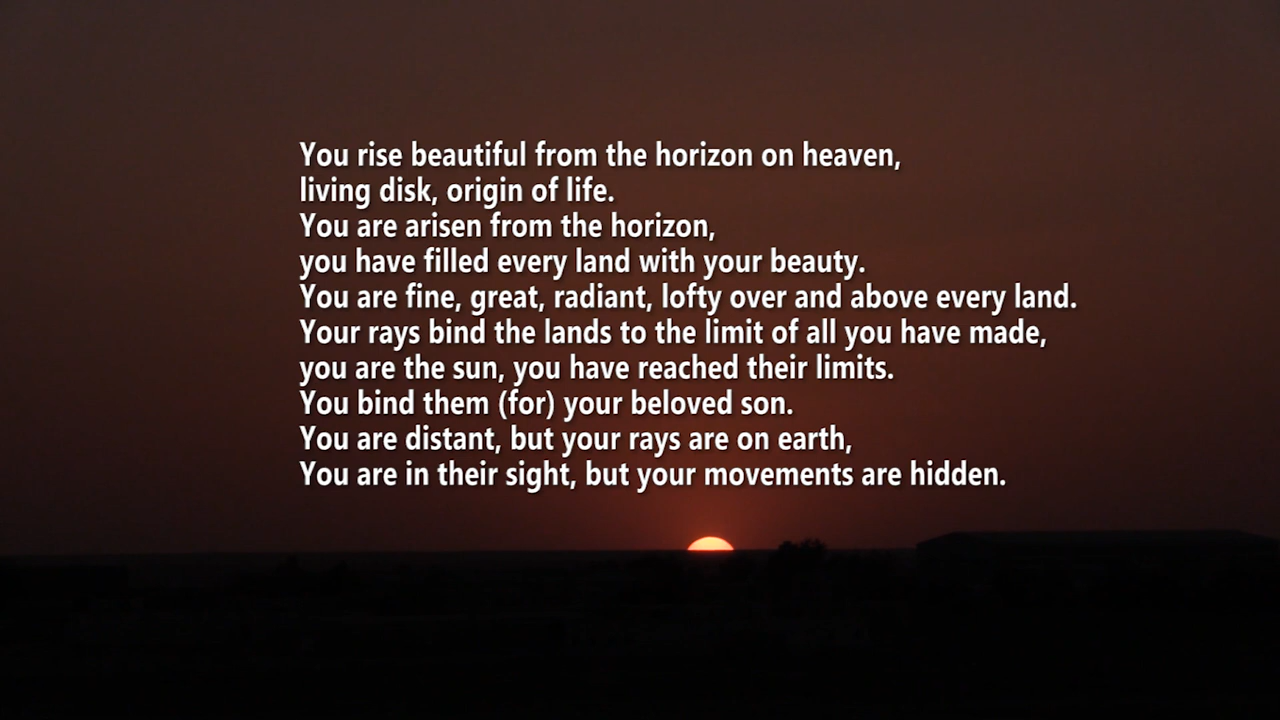 You rise beautiful from the horizon on heaven,
living disk, origin of life.
You are arisen from the horizon,
you have filled every land with your beauty.
You are fine, great, radiant, lofty over and above every land.
Your rays bind the lands to the limit of all you have made,
you are the sun, you have reached their limits.
You bind them (for) your beloved son.
You are distant, but your rays are on earth,
You are in their sight, but your movements are hidden.